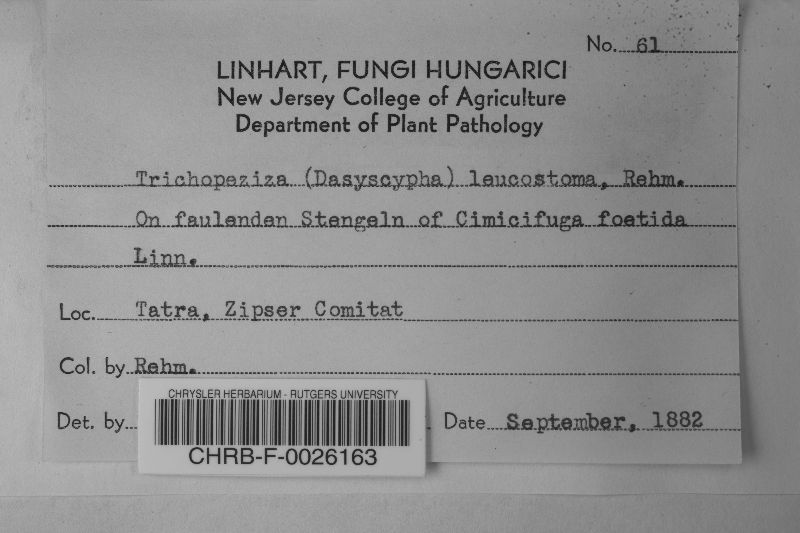 No. 61
LINHART, FUNGI HUNGARICI
New Jersey College of Agriculture
Department of Plant Pathology
Trichopeziza (Dasyscypha) leucostoma, Rehm.
On faulenden Stengeln of Cimicifuga foetida
Linn.
Loc. Tatra, Zipser Comitat
Col. by Rehm.
Det. by
Date September, 1882
CHRYSLER HERBARIUM - RUTGERS UNIVERSITY
CHRB-F-0026163